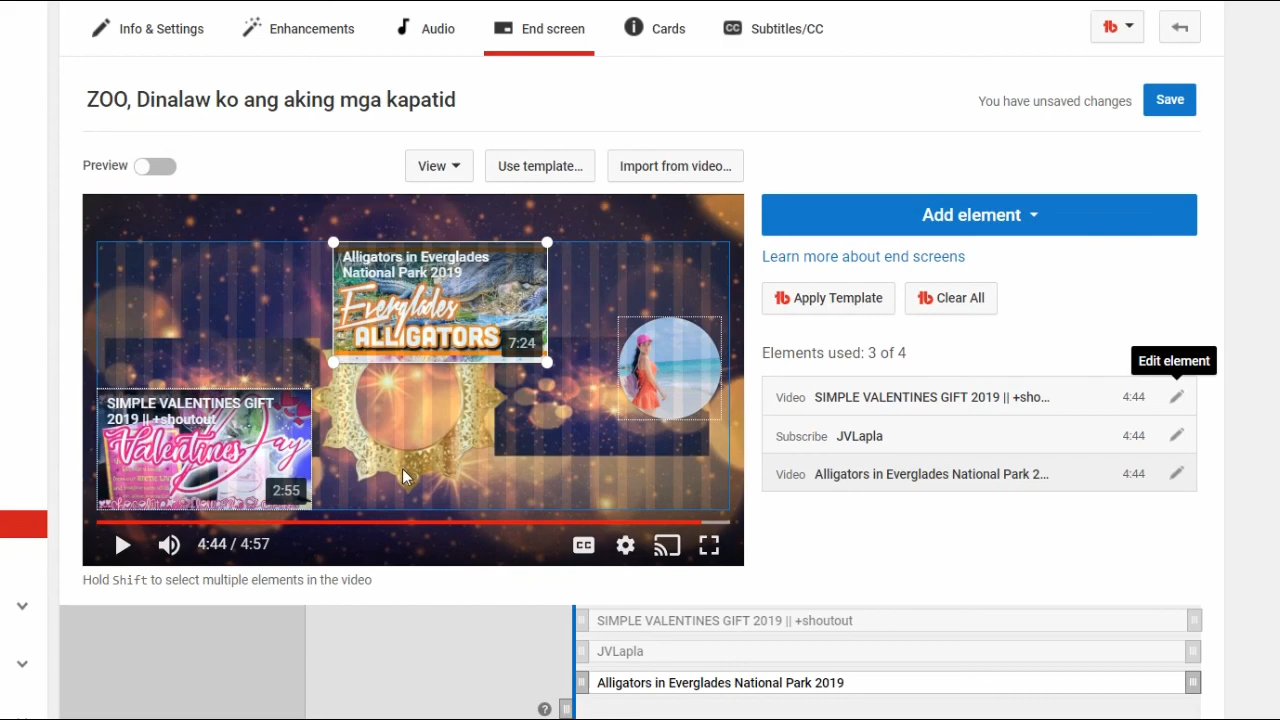 Info & Settings
Enhancements
Audio
End screen
Cards
CC Subtitles/CC
tb
ZOO, Dinalaw ko ang aking mga kapatid
You have unsaved changes
Save
Preview
View
Use template...
Import from video...
Add element
Learn more about end screens
tb Apply Template
tb Clear All
Elements used: 3 of 4
Edit element
Video SIMPLE VALENTINES GIFT 2019 || +sho... 4:44
Subscribe JVLapla 4:44
Video Alligators in Everglades National Park 2... 4:44
Alligators in Everglades
National Park 2019
Everglades
ALLIGATORS
7:24
SIMPLE VALENTINES GIFT
2019 || +shoutout
Valentines Day
2:55
4:44 / 4:57
CC
Hold Shift to select multiple elements in the video
SIMPLE VALENTINES GIFT 2019 || +shoutout
JVLapla
Alligators in Everglades National Park 2019
?